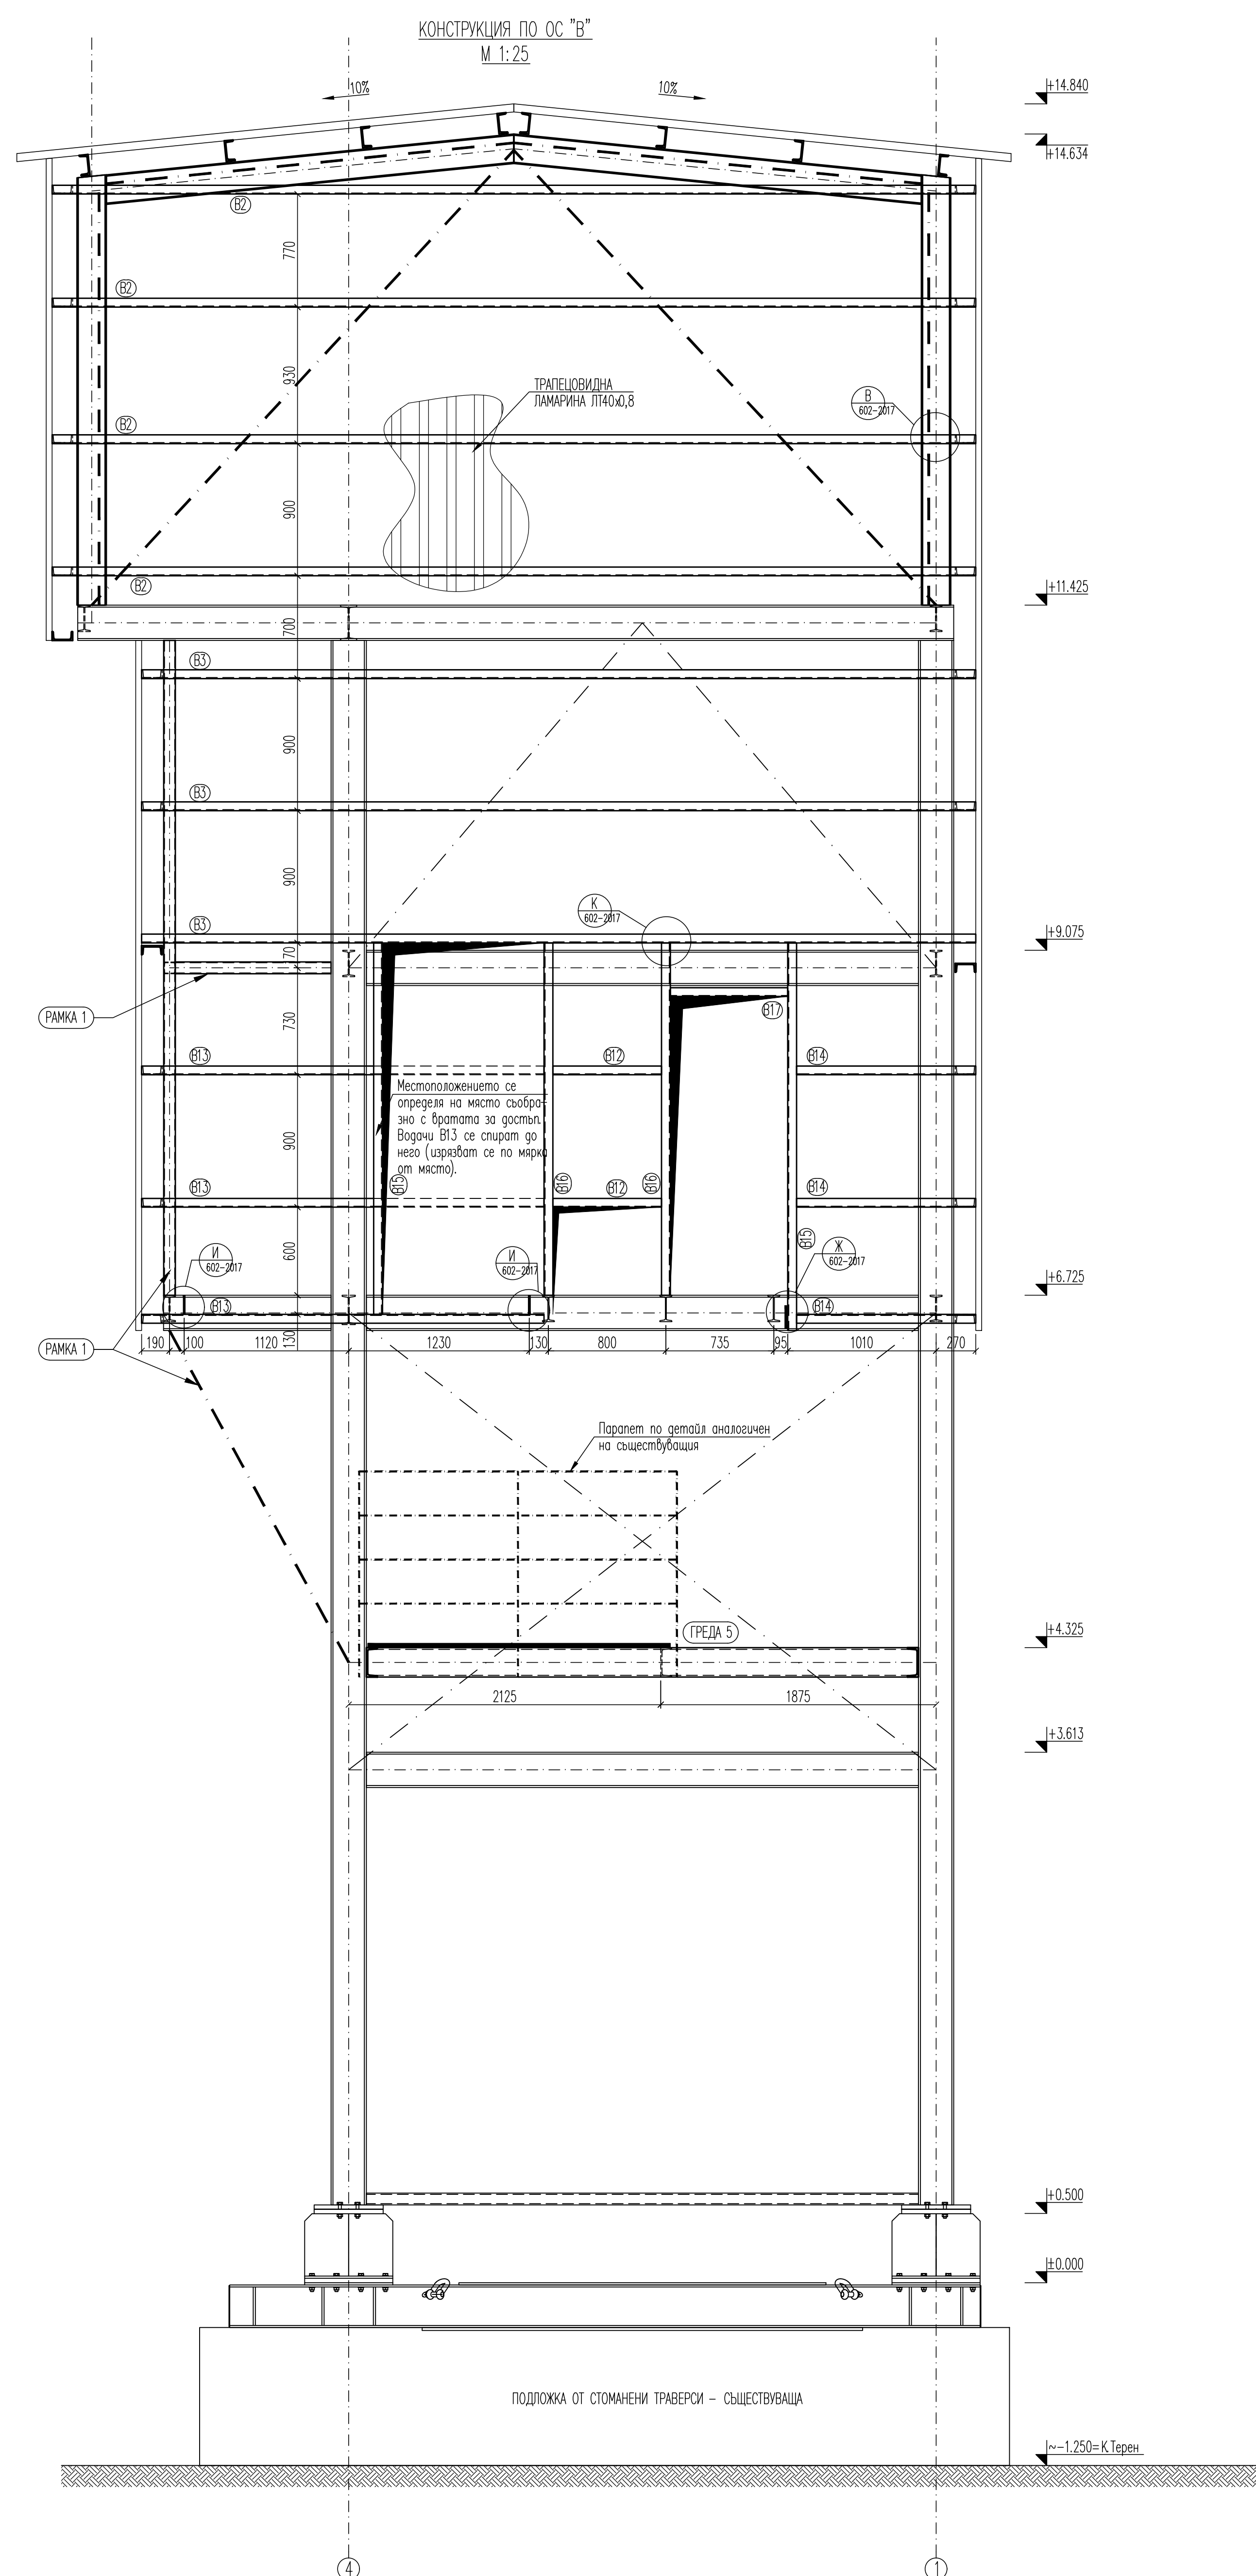 КОНСТРУКЦИЯ ПО ОС "В"
М 1:25
10%
10%
+14.840
+14.634
В2
770
В2
930
ТРАПЕЦОВИДНА
ЛАМАРИНА ЛТ40х0,8
В
602-2017
В2
900
В2
+11.425
700
В3
900
В3
900
К
602-2017
В3
+9.075
70
РАМКА 1
730
В17
В13
В12
В14
Местоположението се
определя на място съобра-
зно с вратата за достъп.
Водачи В13 се спират до
него (изрязват се по мярка
от място).
900
В13
В15
В16
В12
В16
В14
600
И
602-2017
И
602-2017
В15
Ж
602-2017
+6.725
В13
В14
РАМКА 1
190
100
1120
130
1230
130
800
735
95
1010
270
Парапет по детайл аналогичен
на съществуващия
ГРЕДА 5
+4.325
2125
1875
+3.613
+0.500
±0.000
ПОДЛОЖКА ОТ СТОМАНЕНИ ТРАВЕРСИ – СЪЩЕСТВУВАЩА
~-1.250=К.Терен
4
1